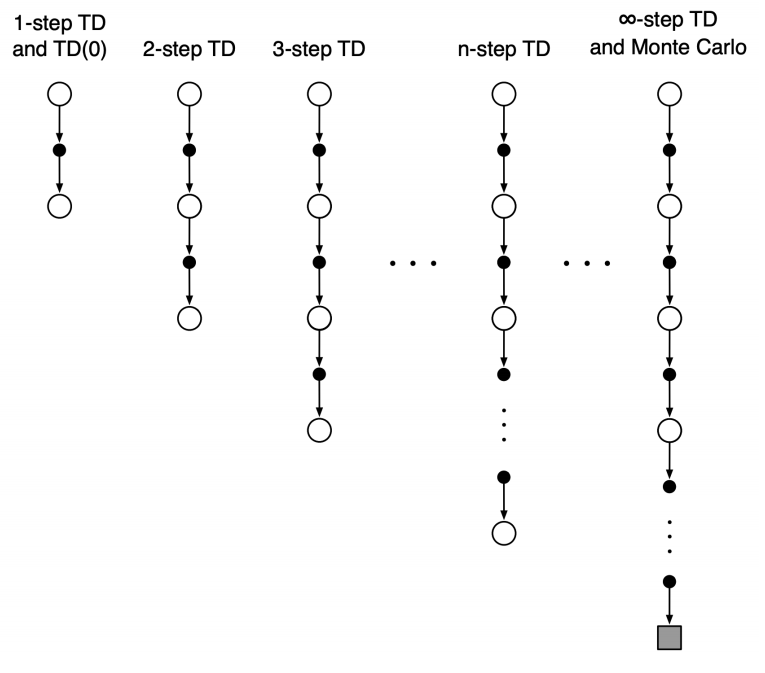 1-step TD
and TD(0)
2-step TD
3-step TD
n-step TD
∞-step TD
and Monte Carlo